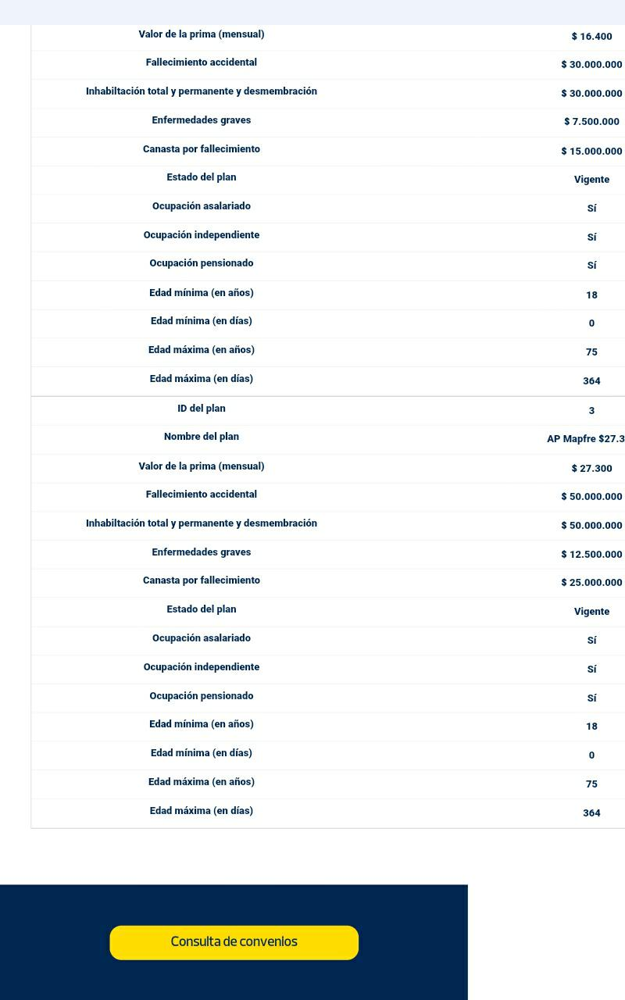 Valor de la prima (mensual) $ 16.400
Fallecimiento accidental $ 30.000.000
Inhabiltación total y permanente y desmembración $ 30.000.000
Enfermedades graves $ 7.500.000
Canasta por fallecimiento $ 15.000.000
Estado del plan Vigente
Ocupación asalariado Sí
Ocupación independiente Sí
Ocupación pensionado Sí
Edad mínima (en años) 18
Edad mínima (en días) 0
Edad máxima (en años) 75
Edad máxima (en días) 364
ID del plan 3
Nombre del plan AP Mapfre $27.3
Valor de la prima (mensual) $ 27.300
Fallecimiento accidental $ 50.000.000
Inhabiltación total y permanente y desmembración $ 50.000.000
Enfermedades graves $ 12.500.000
Canasta por fallecimiento $ 25.000.000
Estado del plan Vigente
Ocupación asalariado Sí
Ocupación independiente Sí
Ocupación pensionado Sí
Edad mínima (en años) 18
Edad mínima (en días) 0
Edad máxima (en años) 75
Edad máxima (en días) 364
Consulta de convenios